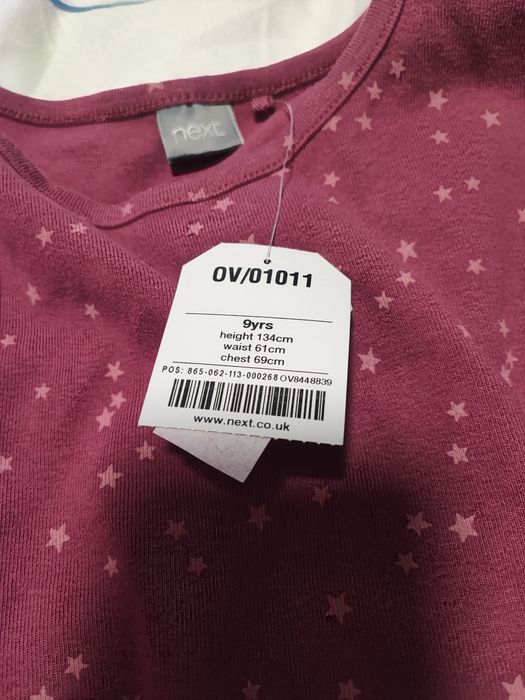 next
OV/01011
9yrs
height 134cm
waist 61cm
chest 69cm
POS: 865-062-113-000268 OV8448839
www.next.co.uk